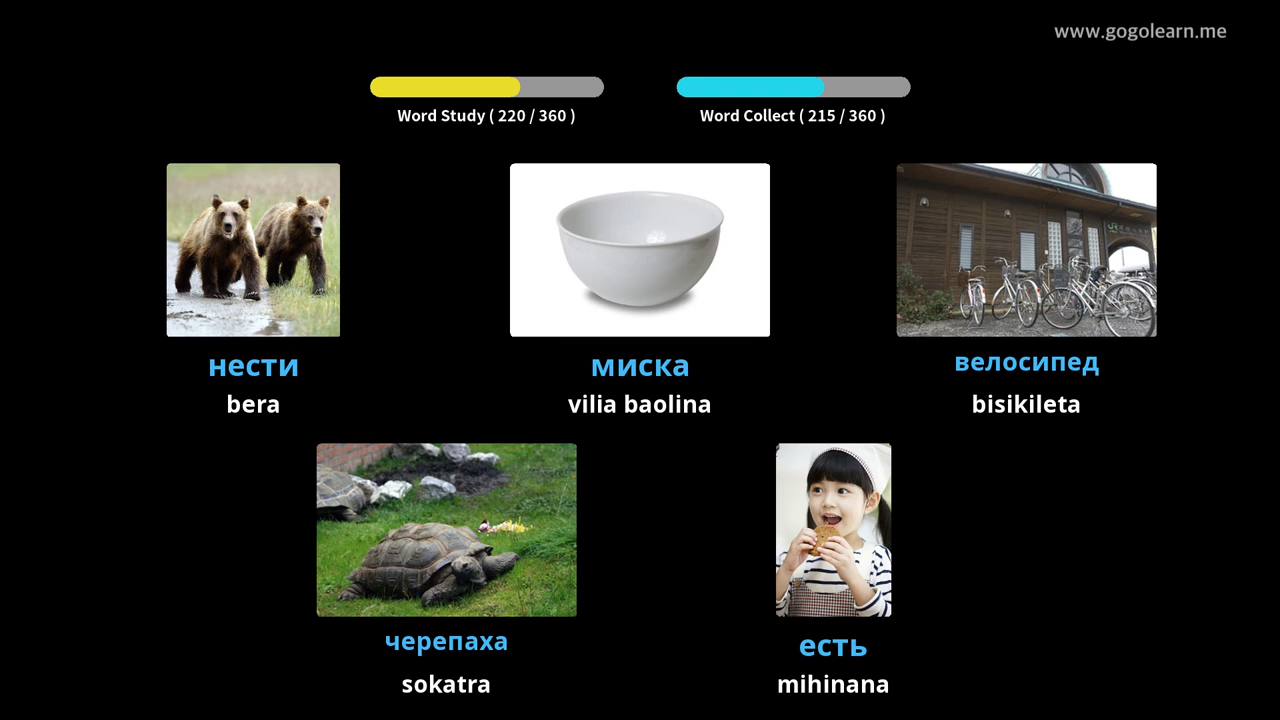 www.gogolearn.me
Word Study ( 220 / 360 )
Word Collect ( 215 / 360 )
нести
bera
миска
vilia baolina
велосипед
bisikileta
черепаха
sokatra
есть
mihinana